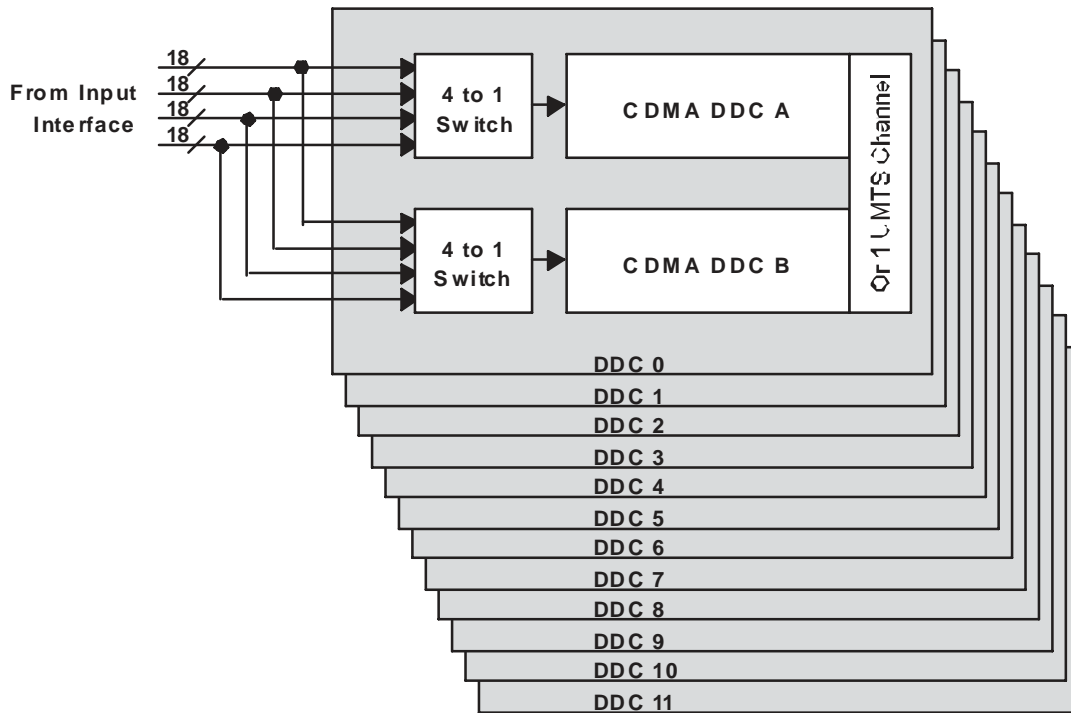 18
18
18
18
From Input
Interface
4 to 1
Switch
CDMA DDC A
4 to 1
Switch
CDMA DDC B
Or 1 UMTS Channel
DDC 0
DDC 1
DDC 2
DDC 3
DDC 4
DDC 5
DDC 6
DDC 7
DDC 8
DDC 9
DDC 10
DDC 11